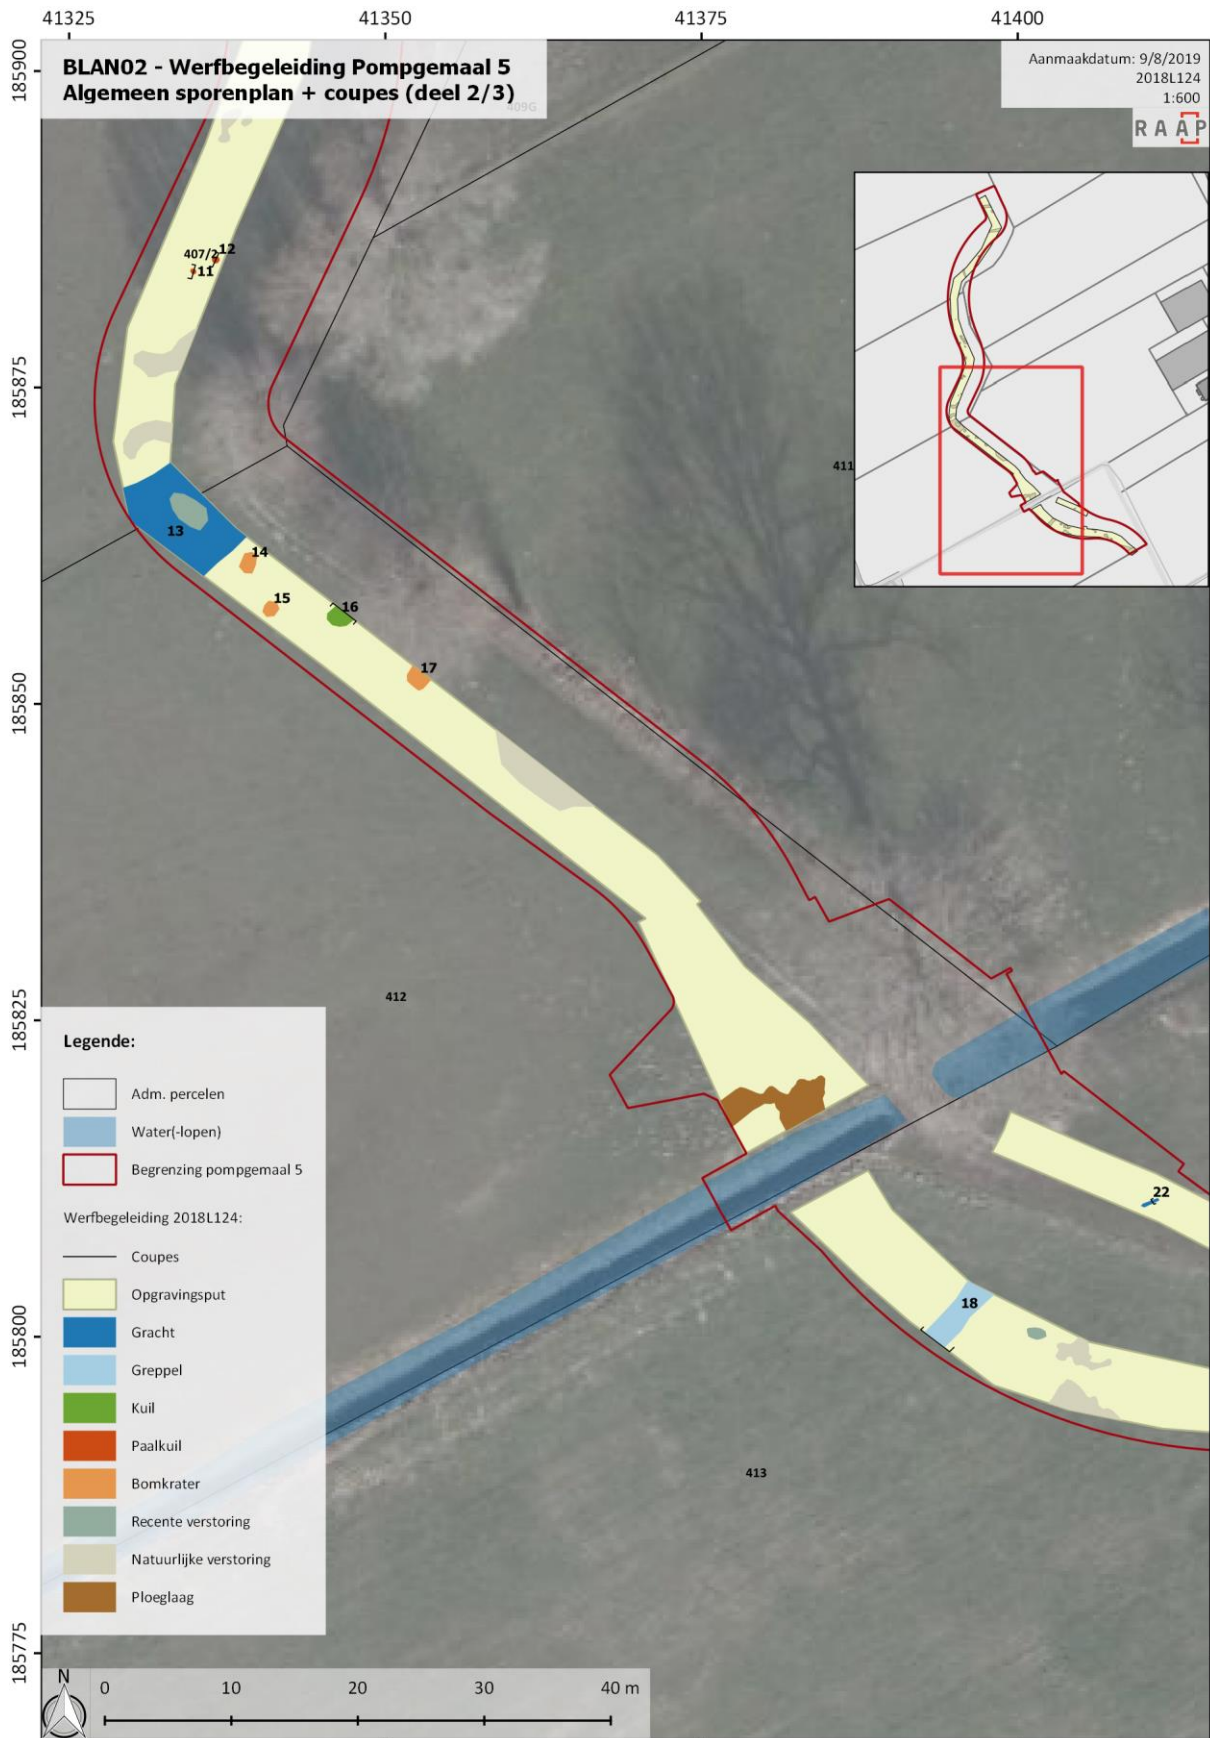 41325 41350 41375 41400
185900
185875
185850
185825
185800
185775
BLAN02 - Werfbegeleiding Pompgemaal 5
Algemeen sporenplan + coupes (deel 2/3)
409G
Aanmaakdatum: 9/8/2019
2018L124
1:600
RAAP
407/2
12
11
411
13
14
15
16
17
412
22
18
413
Legende:
Adm. percelen
Water(-lopen)
Begrenzing pompgemaal 5
Werfbegeleiding 2018L124:
Coupes
Opgravingsput
Gracht
Greppel
Kuil
Paalkuil
Bomkrater
Recente verstoring
Natuurlijke verstoring
Ploeglaag
N
0 10 20 30 40 m